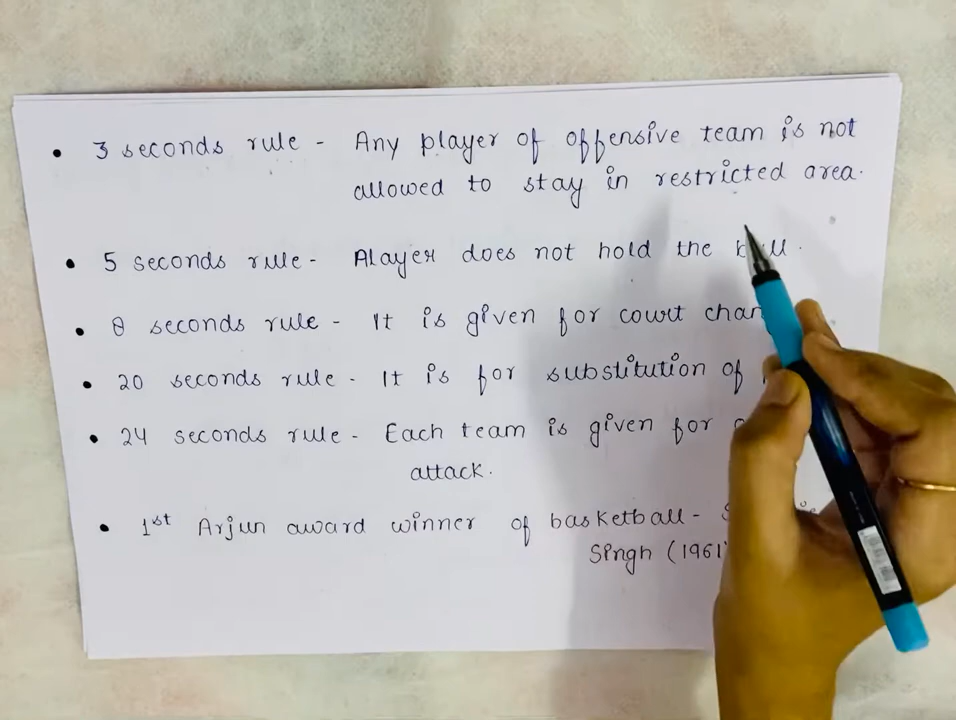 • 3 seconds rule - Any player of offensive team is not
allowed to stay in restricted area.
• 5 seconds rule - Alayer does not hold the ball.
• 8 seconds rule - It is given for court
• 20 seconds rule - It is for substitution of
• 24 seconds rule - Each team is given for
attack.
• 1st Arjun award winner of basketball -
Singh (1961